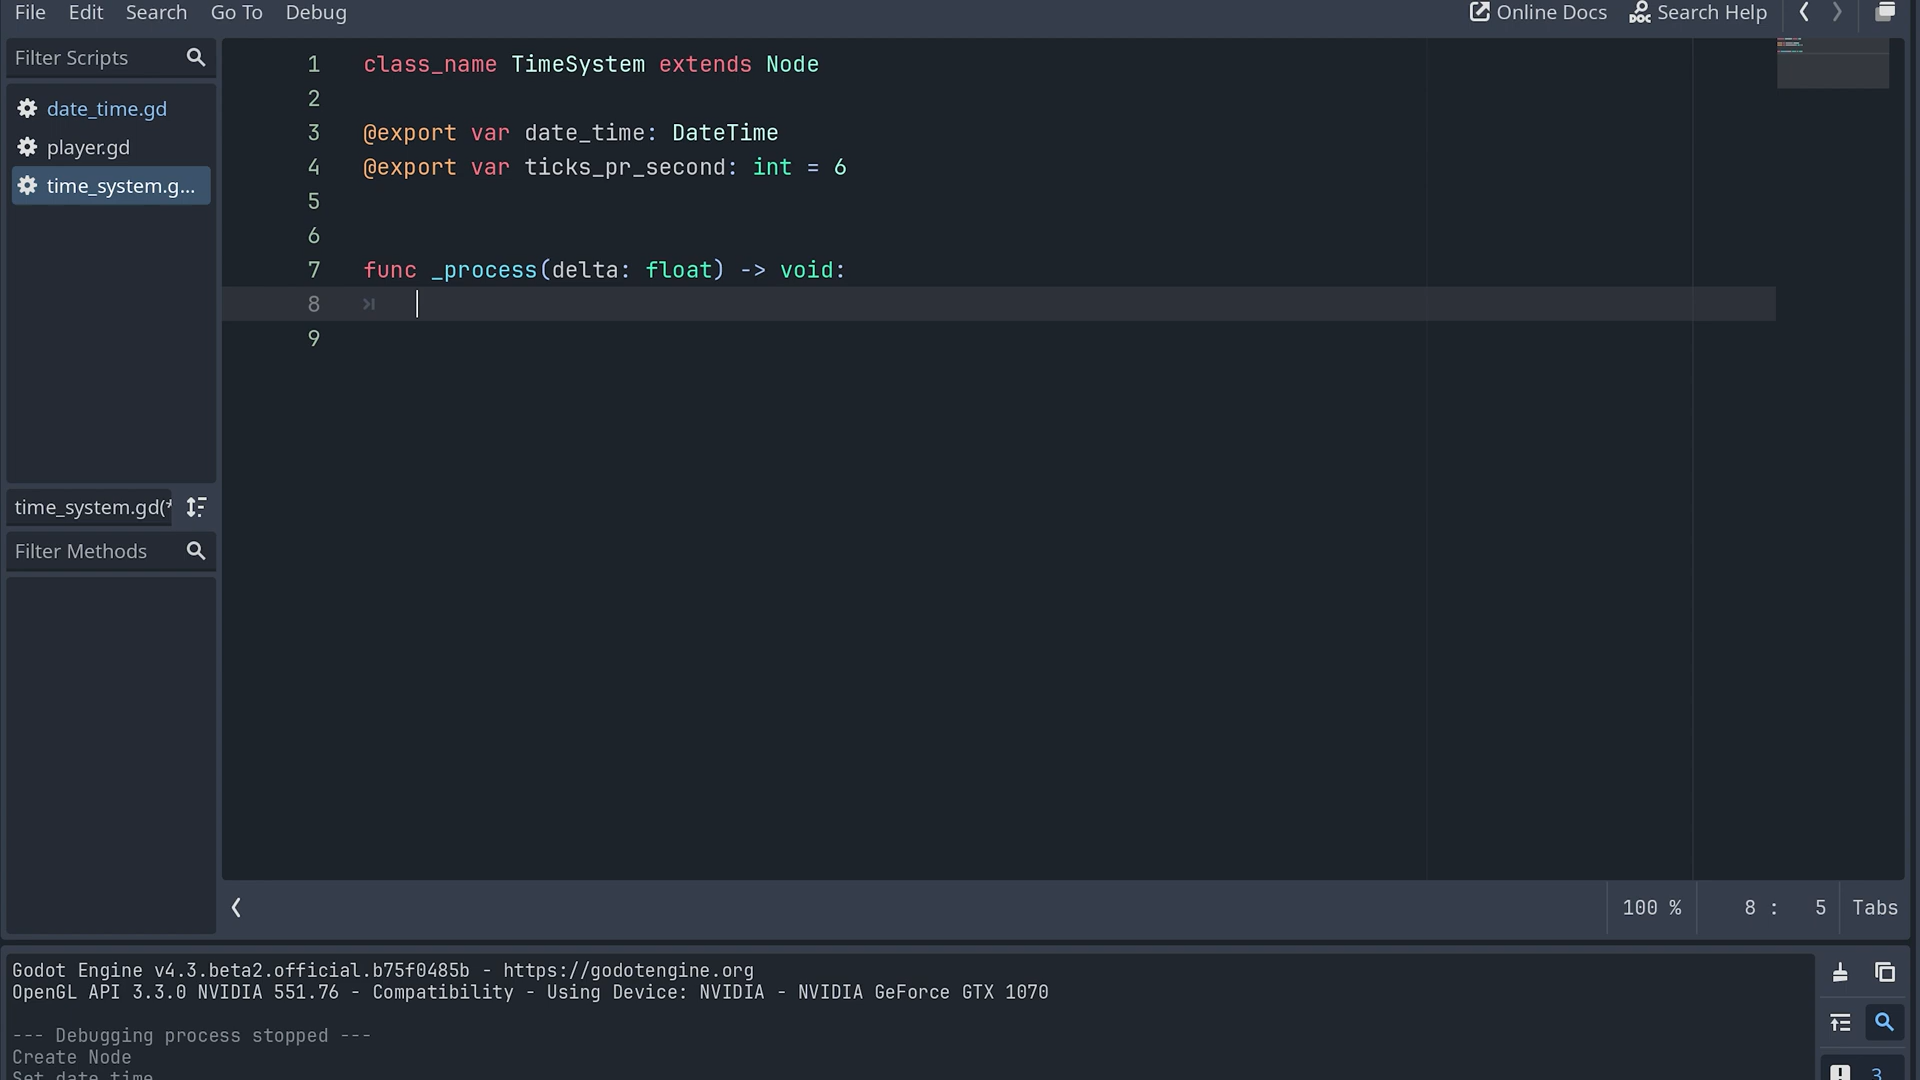 File Edit Search Go To Debug Online Docs Search Help
Filter Scripts
date_time.gd
player.gd
time_system.g...
time_system.gd(*
Filter Methods
1 class_name TimeSystem extends Node
2
3 @export var date_time: DateTime
4 @export var ticks_pr_second: int = 6
5
6
7 func _process(delta: float) -> void:
8
9
100 % 8 : 5 Tabs
Godot Engine v4.3.beta2.official.b75f0485b - https://godotengine.org
OpenGL API 3.3.0 NVIDIA 551.76 - Compatibility - Using Device: NVIDIA - NVIDIA GeForce GTX 1070
--- Debugging process stopped ---
Create Node
Set date_time
3